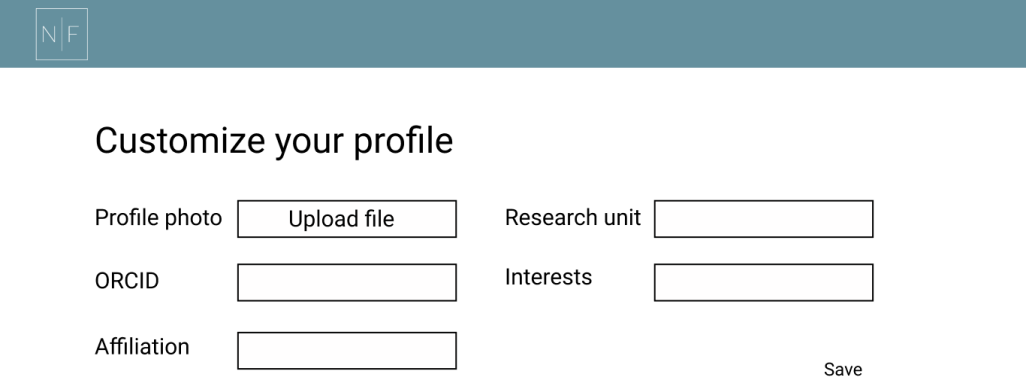 N|F
Customize your profile
Profile photo
Upload file
Research unit
ORCID
Interests
Affiliation
Save